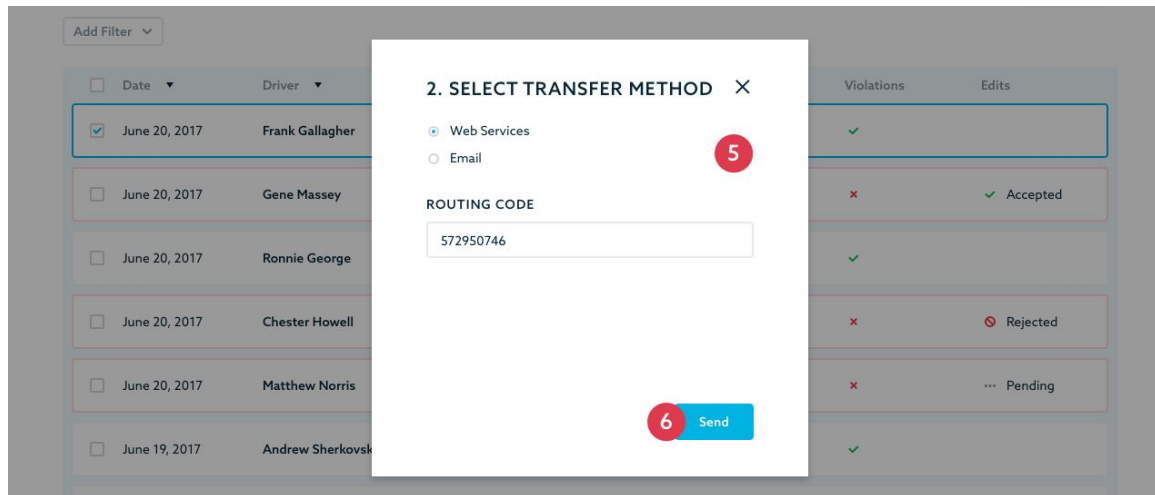 Add Filter
Date Driver Violations Edits
2. SELECT TRANSFER METHOD
Web Services
Email
5
ROUTING CODE
572950746
6 Send
June 20, 2017 Frank Gallagher
June 20, 2017 Gene Massey Accepted
June 20, 2017 Ronnie George
June 20, 2017 Chester Howell Rejected
June 20, 2017 Matthew Norris Pending
June 19, 2017 Andrew Sherkovsk